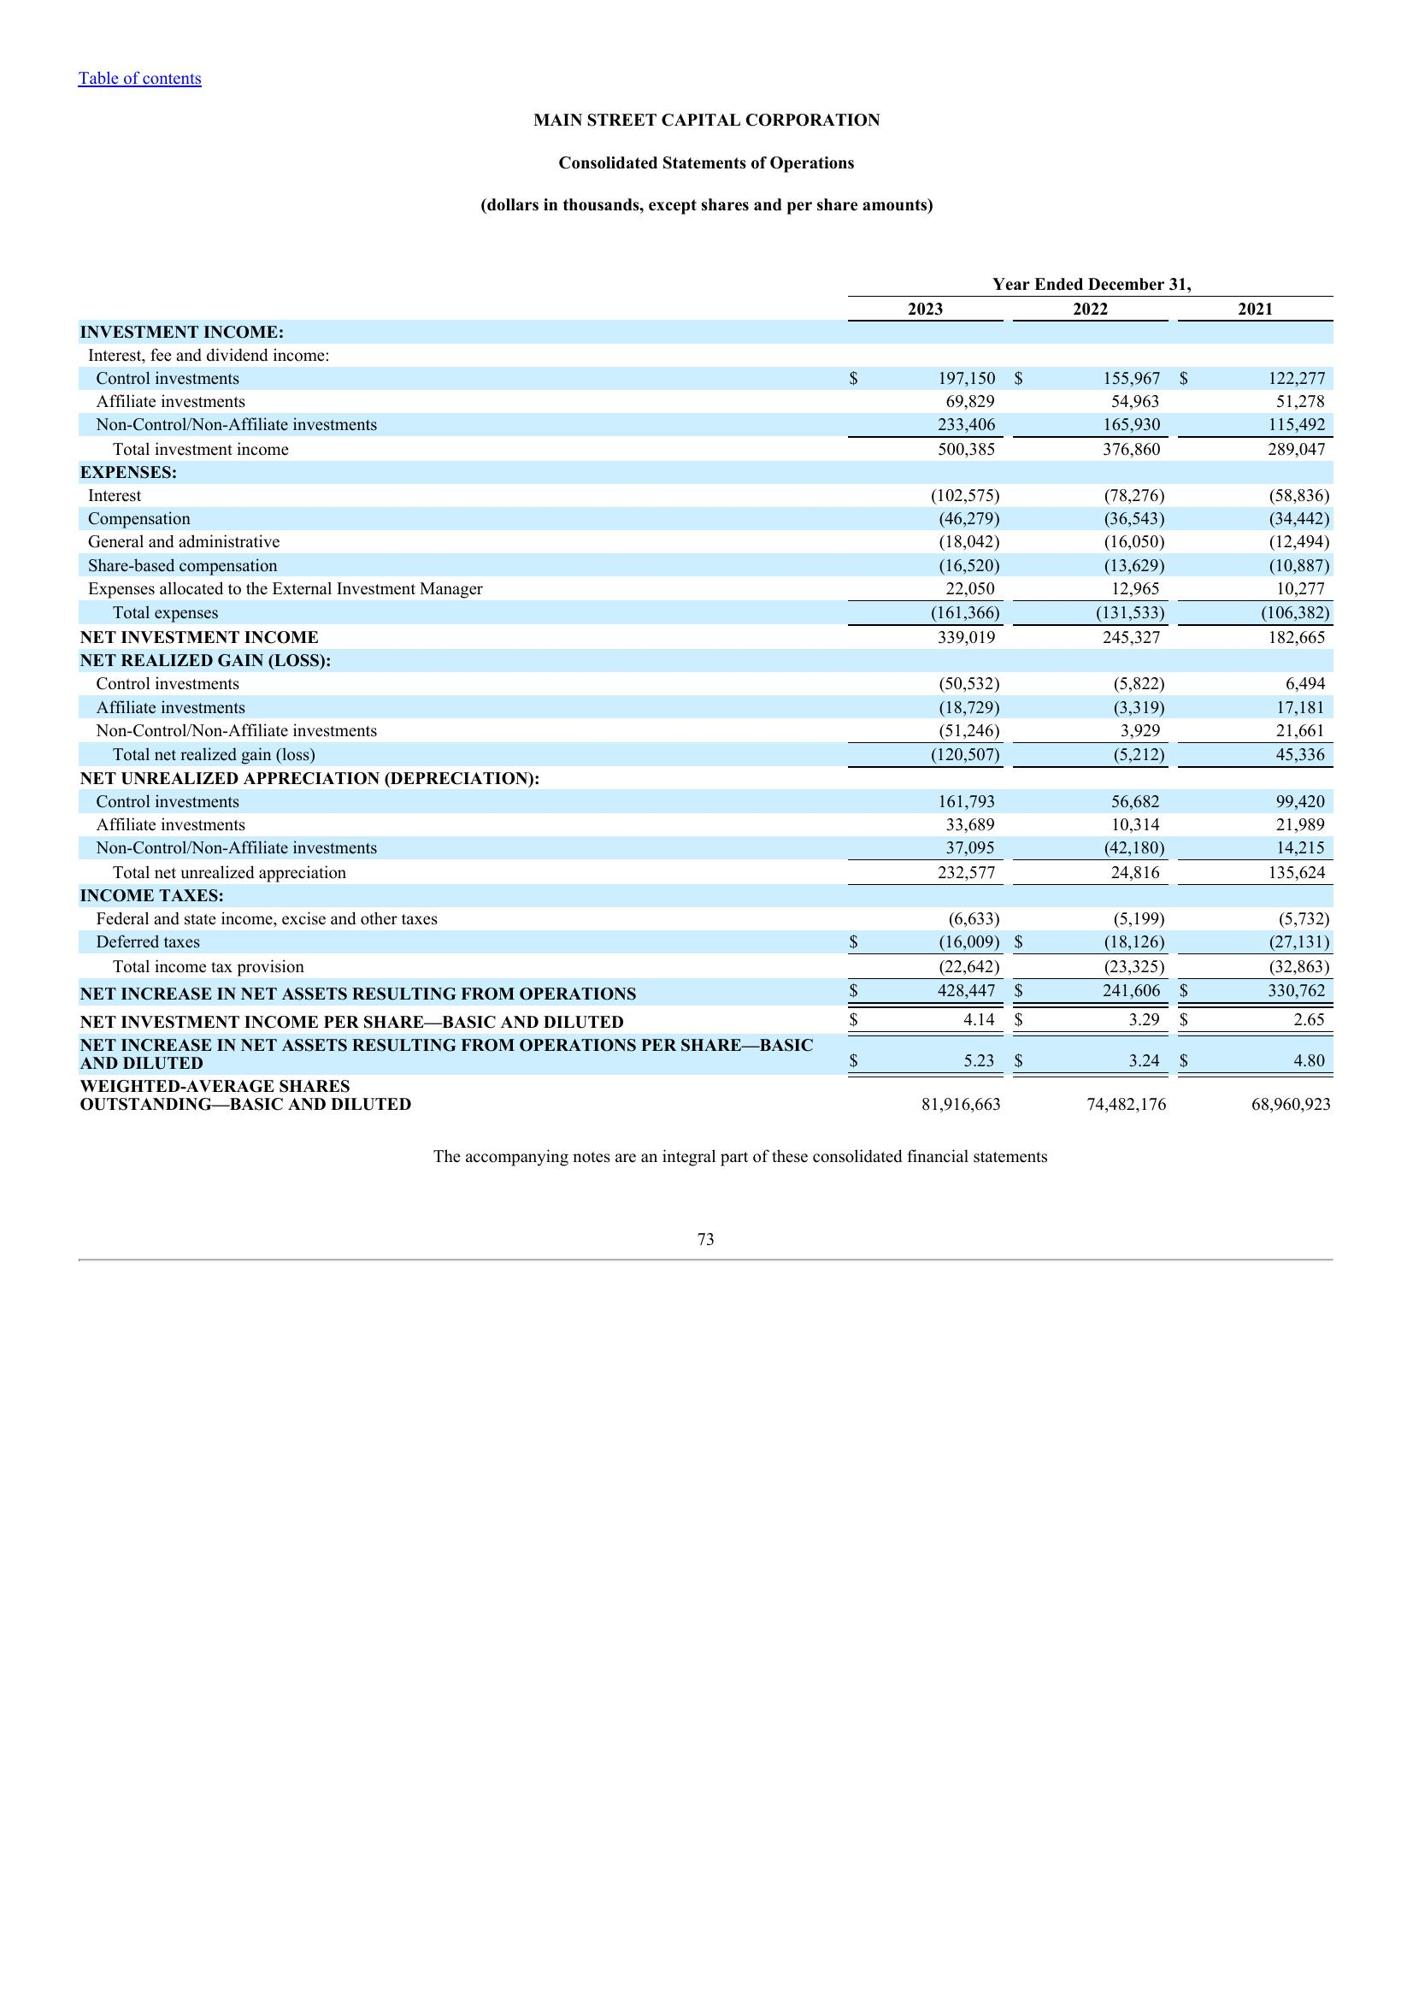 Table of contents
MAIN STREET CAPITAL CORPORATION
Consolidated Statements of Operations
(dollars in thousands, except shares and per share amounts)
Year Ended December 31,
2023 2022 2021
INVESTMENT INCOME:
Interest, fee and dividend income:
Control investments $ 197,150 $ 155,967 $ 122,277
Affiliate investments 69,829 54,963 51,278
Non-Control/Non-Affiliate investments 233,406 165,930 115,492
Total investment income 500,385 376,860 289,047
EXPENSES:
Interest (102,575) (78,276) (58,836)
Compensation (46,279) (36,543) (34,442)
General and administrative (18,042) (16,050) (12,494)
Share-based compensation (16,520) (13,629) (10,887)
Expenses allocated to the External Investment Manager 22,050 12,965 10,277
Total expenses (161,366) (131,533) (106,382)
NET INVESTMENT INCOME 339,019 245,327 182,665
NET REALIZED GAIN (LOSS):
Control investments (50,532) (5,822) 6,494
Affiliate investments (18,729) (3,319) 17,181
Non-Control/Non-Affiliate investments (51,246) 3,929 21,661
Total net realized gain (loss) (120,507) (5,212) 45,336
NET UNREALIZED APPRECIATION (DEPRECIATION):
Control investments 161,793 56,682 99,420
Affiliate investments 33,689 10,314 21,989
Non-Control/Non-Affiliate investments 37,095 (42,180) 14,215
Total net unrealized appreciation 232,577 24,816 135,624
INCOME TAXES:
Federal and state income, excise and other taxes (6,633) (5,199) (5,732)
Deferred taxes $ (16,009) $ (18,126) (27,131)
Total income tax provision (22,642) (23,325) (32,863)
NET INCREASE IN NET ASSETS RESULTING FROM OPERATIONS $ 428,447 $ 241,606 $ 330,762
NET INVESTMENT INCOME PER SHARE—BASIC AND DILUTED $ 4.14 $ 3.29 $ 2.65
NET INCREASE IN NET ASSETS RESULTING FROM OPERATIONS PER SHARE—BASIC
AND DILUTED $ 5.23 $ 3.24 $ 4.80
WEIGHTED-AVERAGE SHARES
OUTSTANDING—BASIC AND DILUTED 81,916,663 74,482,176 68,960,923
The accompanying notes are an integral part of these consolidated financial statements
73